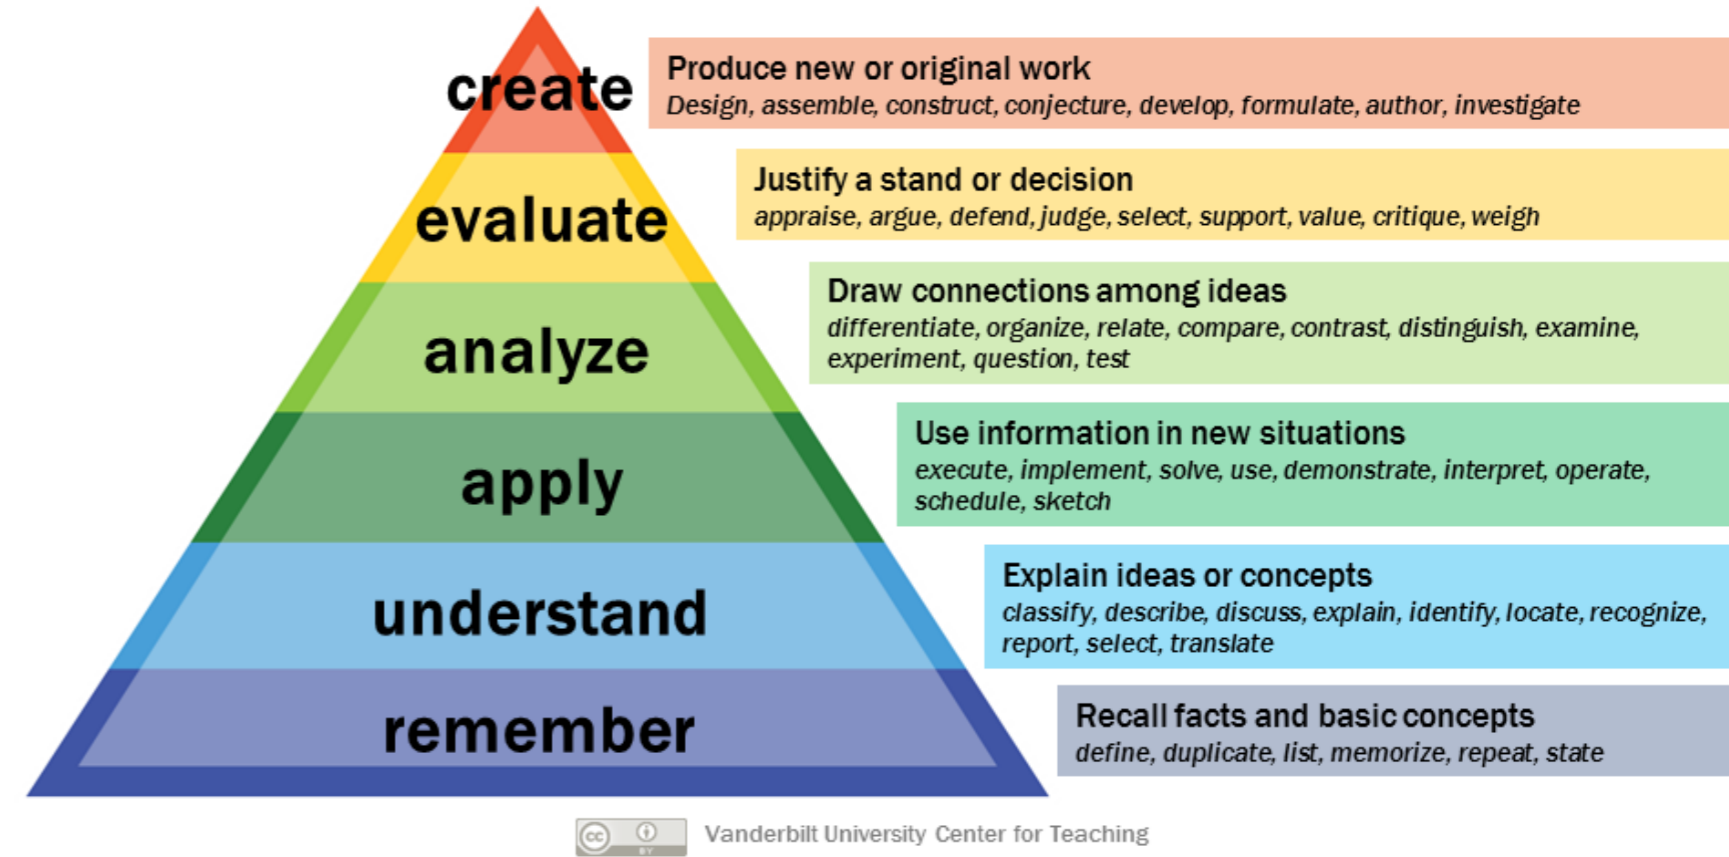 create
Produce new or original work
Design, assemble, construct, conjecture, develop, formulate, author, investigate
evaluate
Justify a stand or decision
appraise, argue, defend, judge, select, support, value, critique, weigh
analyze
Draw connections among ideas
differentiate, organize, relate, compare, contrast, distinguish, examine,
experiment, question, test
apply
Use information in new situations
execute, implement, solve, use, demonstrate, interpret, operate,
schedule, sketch
understand
Explain ideas or concepts
classify, describe, discuss, explain, identify, locate, recognize,
report, select, translate
remember
Recall facts and basic concepts
define, duplicate, list, memorize, repeat, state
cc BY
Vanderbilt University Center for Teaching